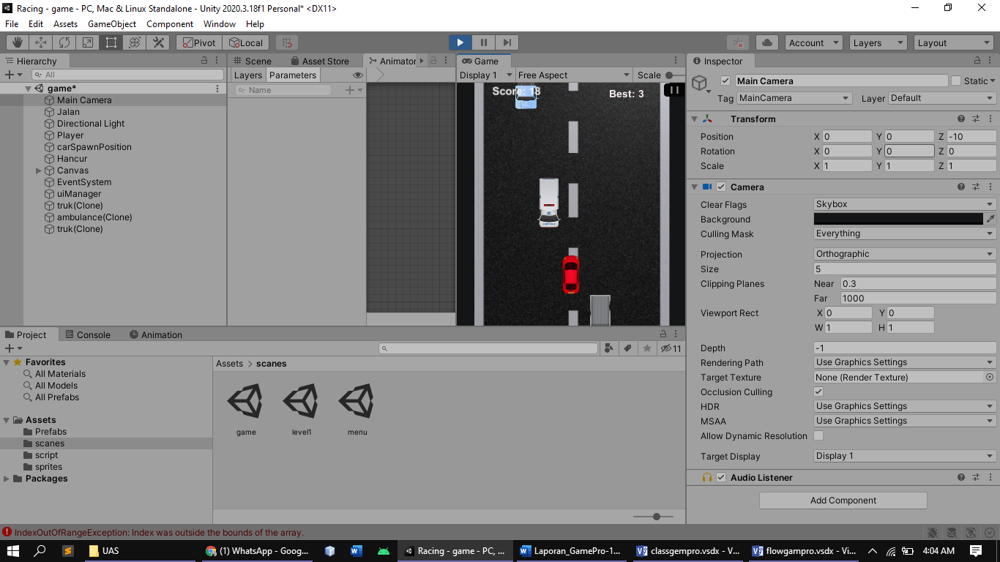 Racing - game - PC, Mac & Linux Standalone - Unity 2020.3.18f1 Personal* <DX11>
File Edit Assets GameObject Component Window Help
Pivot Local Account Layers Layout
Hierarchy
All
game*
Main Camera
Jalan
Directional Light
Player
carSpawnPosition
Hancur
Canvas
EventSystem
uiManager
truk(Clone)
ambulance(Clone)
truk(Clone)
Scene Asset Store Animator
Layers Parameters
Name
Game
Display 1 Free Aspect Scale
Score: 18 Best: 3
Inspector
Main Camera Static
Tag MainCamera Layer Default
Transform
Position X 0 Y 0 Z -10
Rotation X 0 Y 0 Z 0
Scale X 1 Y 1 Z 1
Camera
Clear Flags Skybox
Background
Culling Mask Everything
Projection Orthographic
Size 5
Clipping Planes Near 0.3
Far 1000
Viewport Rect X 0 Y 0
W 1 H 1
Depth -1
Rendering Path Use Graphics Settings
Target Texture None (Render Texture)
Occlusion Culling
HDR Use Graphics Settings
MSAA Use Graphics Settings
Allow Dynamic Resolution
Target Display Display 1
Audio Listener
Add Component
Project Console Animation
11
Favorites
All Materials
All Models
All Prefabs
Assets
Prefabs
scanes
script
sprites
Packages
Assets > scanes
game level1 menu
IndexOutOfRangeException: Index was outside the bounds of the array.
UAS (1) WhatsApp - Goog... Racing - game - PC, ... Laporan_GamePro-1... classgempro.vsdx - V... flowgampro.vsdx - Vi... 4:04 AM